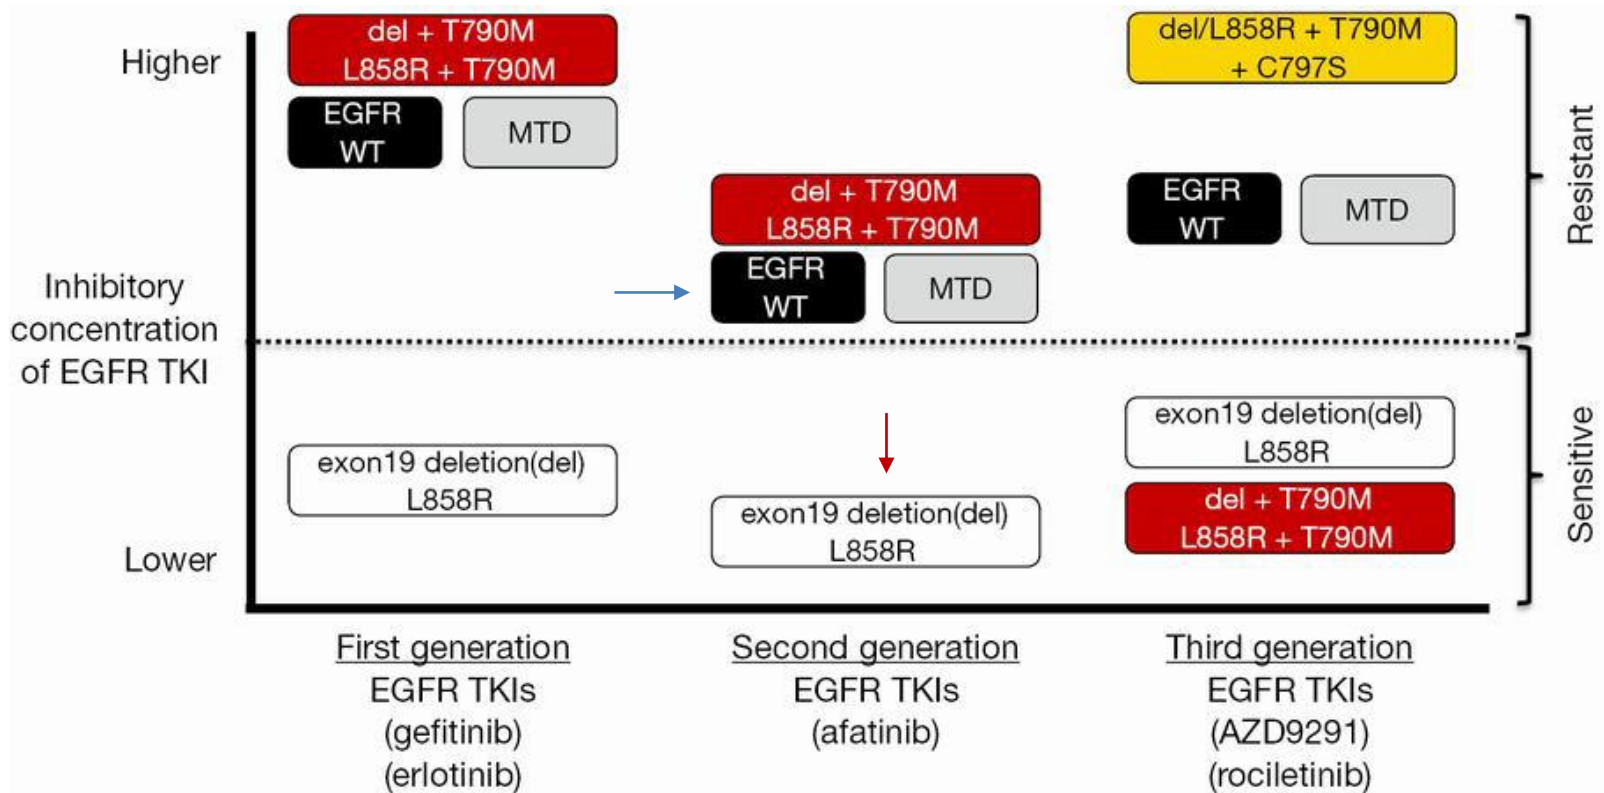 Higher
Inhibitory
concentration
of EGFR TKI
Lower
del + T790M
L858R + T790M
EGFR
WT
MTD
exon19 deletion(del)
L858R
del + T790M
L858R + T790M
EGFR
WT
MTD
exon19 deletion(del)
L858R
del/L858R + T790M
+ C797S
EGFR
WT
MTD
exon19 deletion(del)
L858R
del + T790M
L858R + T790M
Resistant
Sensitive
First generation
EGFR TKIs
(gefitinib)
(erlotinib)
Second generation
EGFR TKIs
(afatinib)
Third generation
EGFR TKIs
(AZD9291)
(rociletinib)